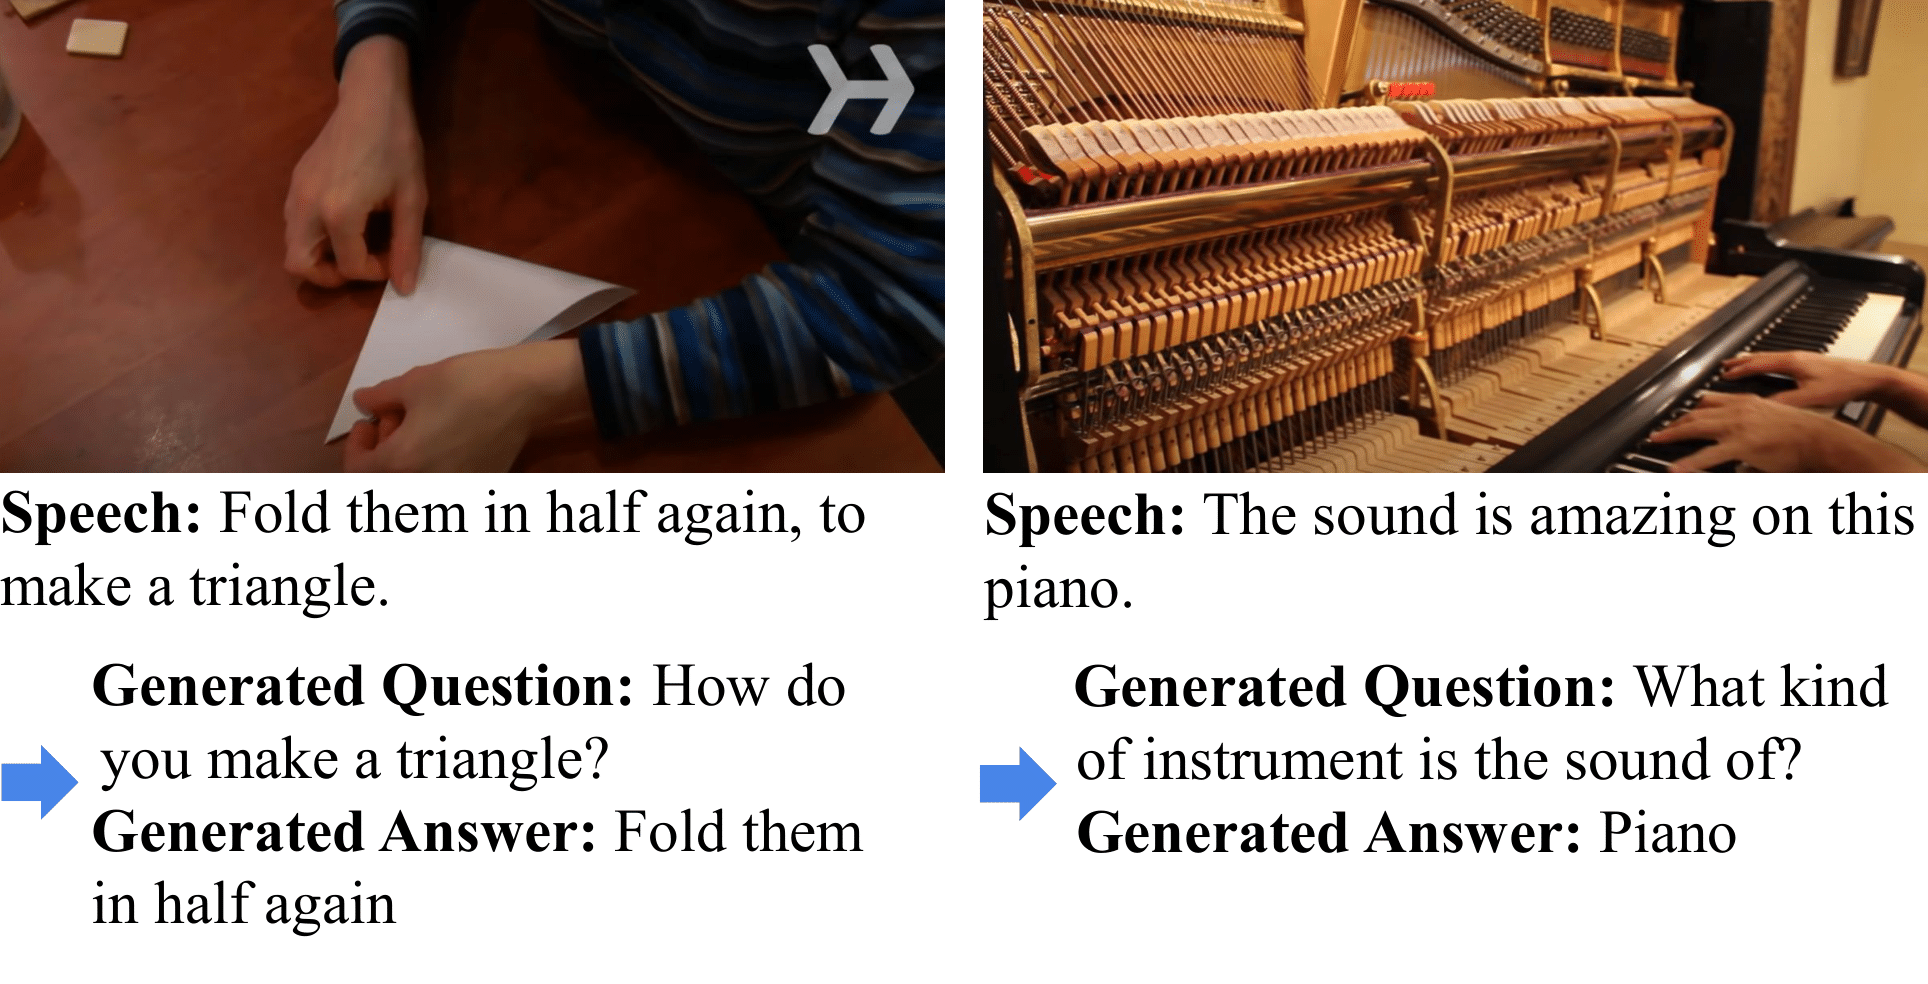 Speech: Fold them in half again, to
make a triangle.
Generated Question: How do
you make a triangle?
Generated Answer: Fold them
in half again
Speech: The sound is amazing on this
piano.
Generated Question: What kind
of instrument is the sound of?
Generated Answer: Piano